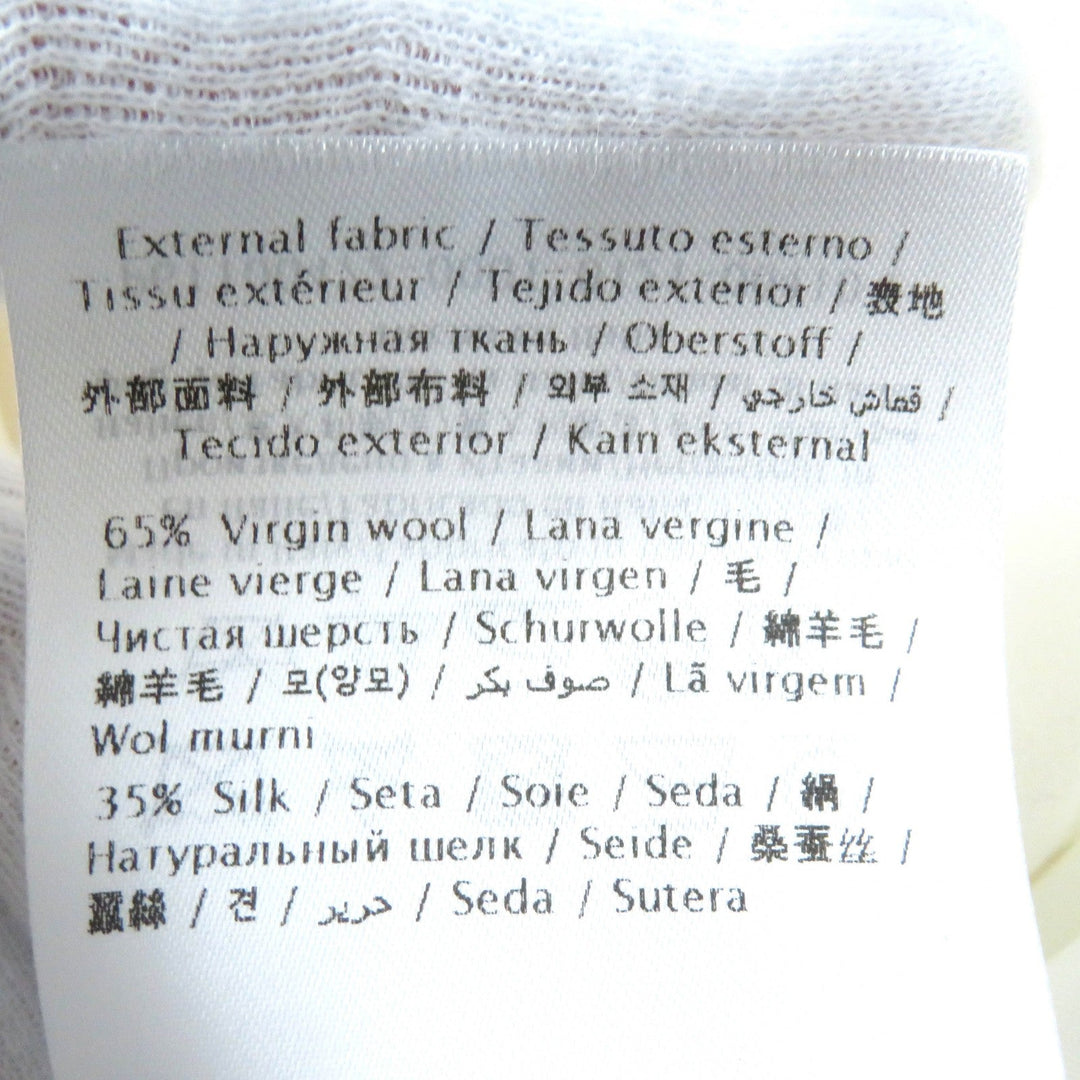 External fabric / Tessuto esterno /
Tissu extérieur / Tejido exterior / 表地
/ Наружная ткань / Oberstoff /
外部面料 / 外部布料 / 외부 소재 / قماش خارجي /
Tecido exterior / Kain eksternal
65% Virgin wool / Lana vergine /
Laine vierge / Lana virgen / 毛 /
Чистая шерсть / Schurwolle / 綿羊毛 /
綿羊毛 / 모(양모) / صوف بكر / Lã virgem /
Wol murni
35% Silk / Seta / Soie / Seda / 絹 /
Натуральный шелк / Seide / 桑蚕丝 /
蠶絲 / 견 / حرير / Seda / Sutera